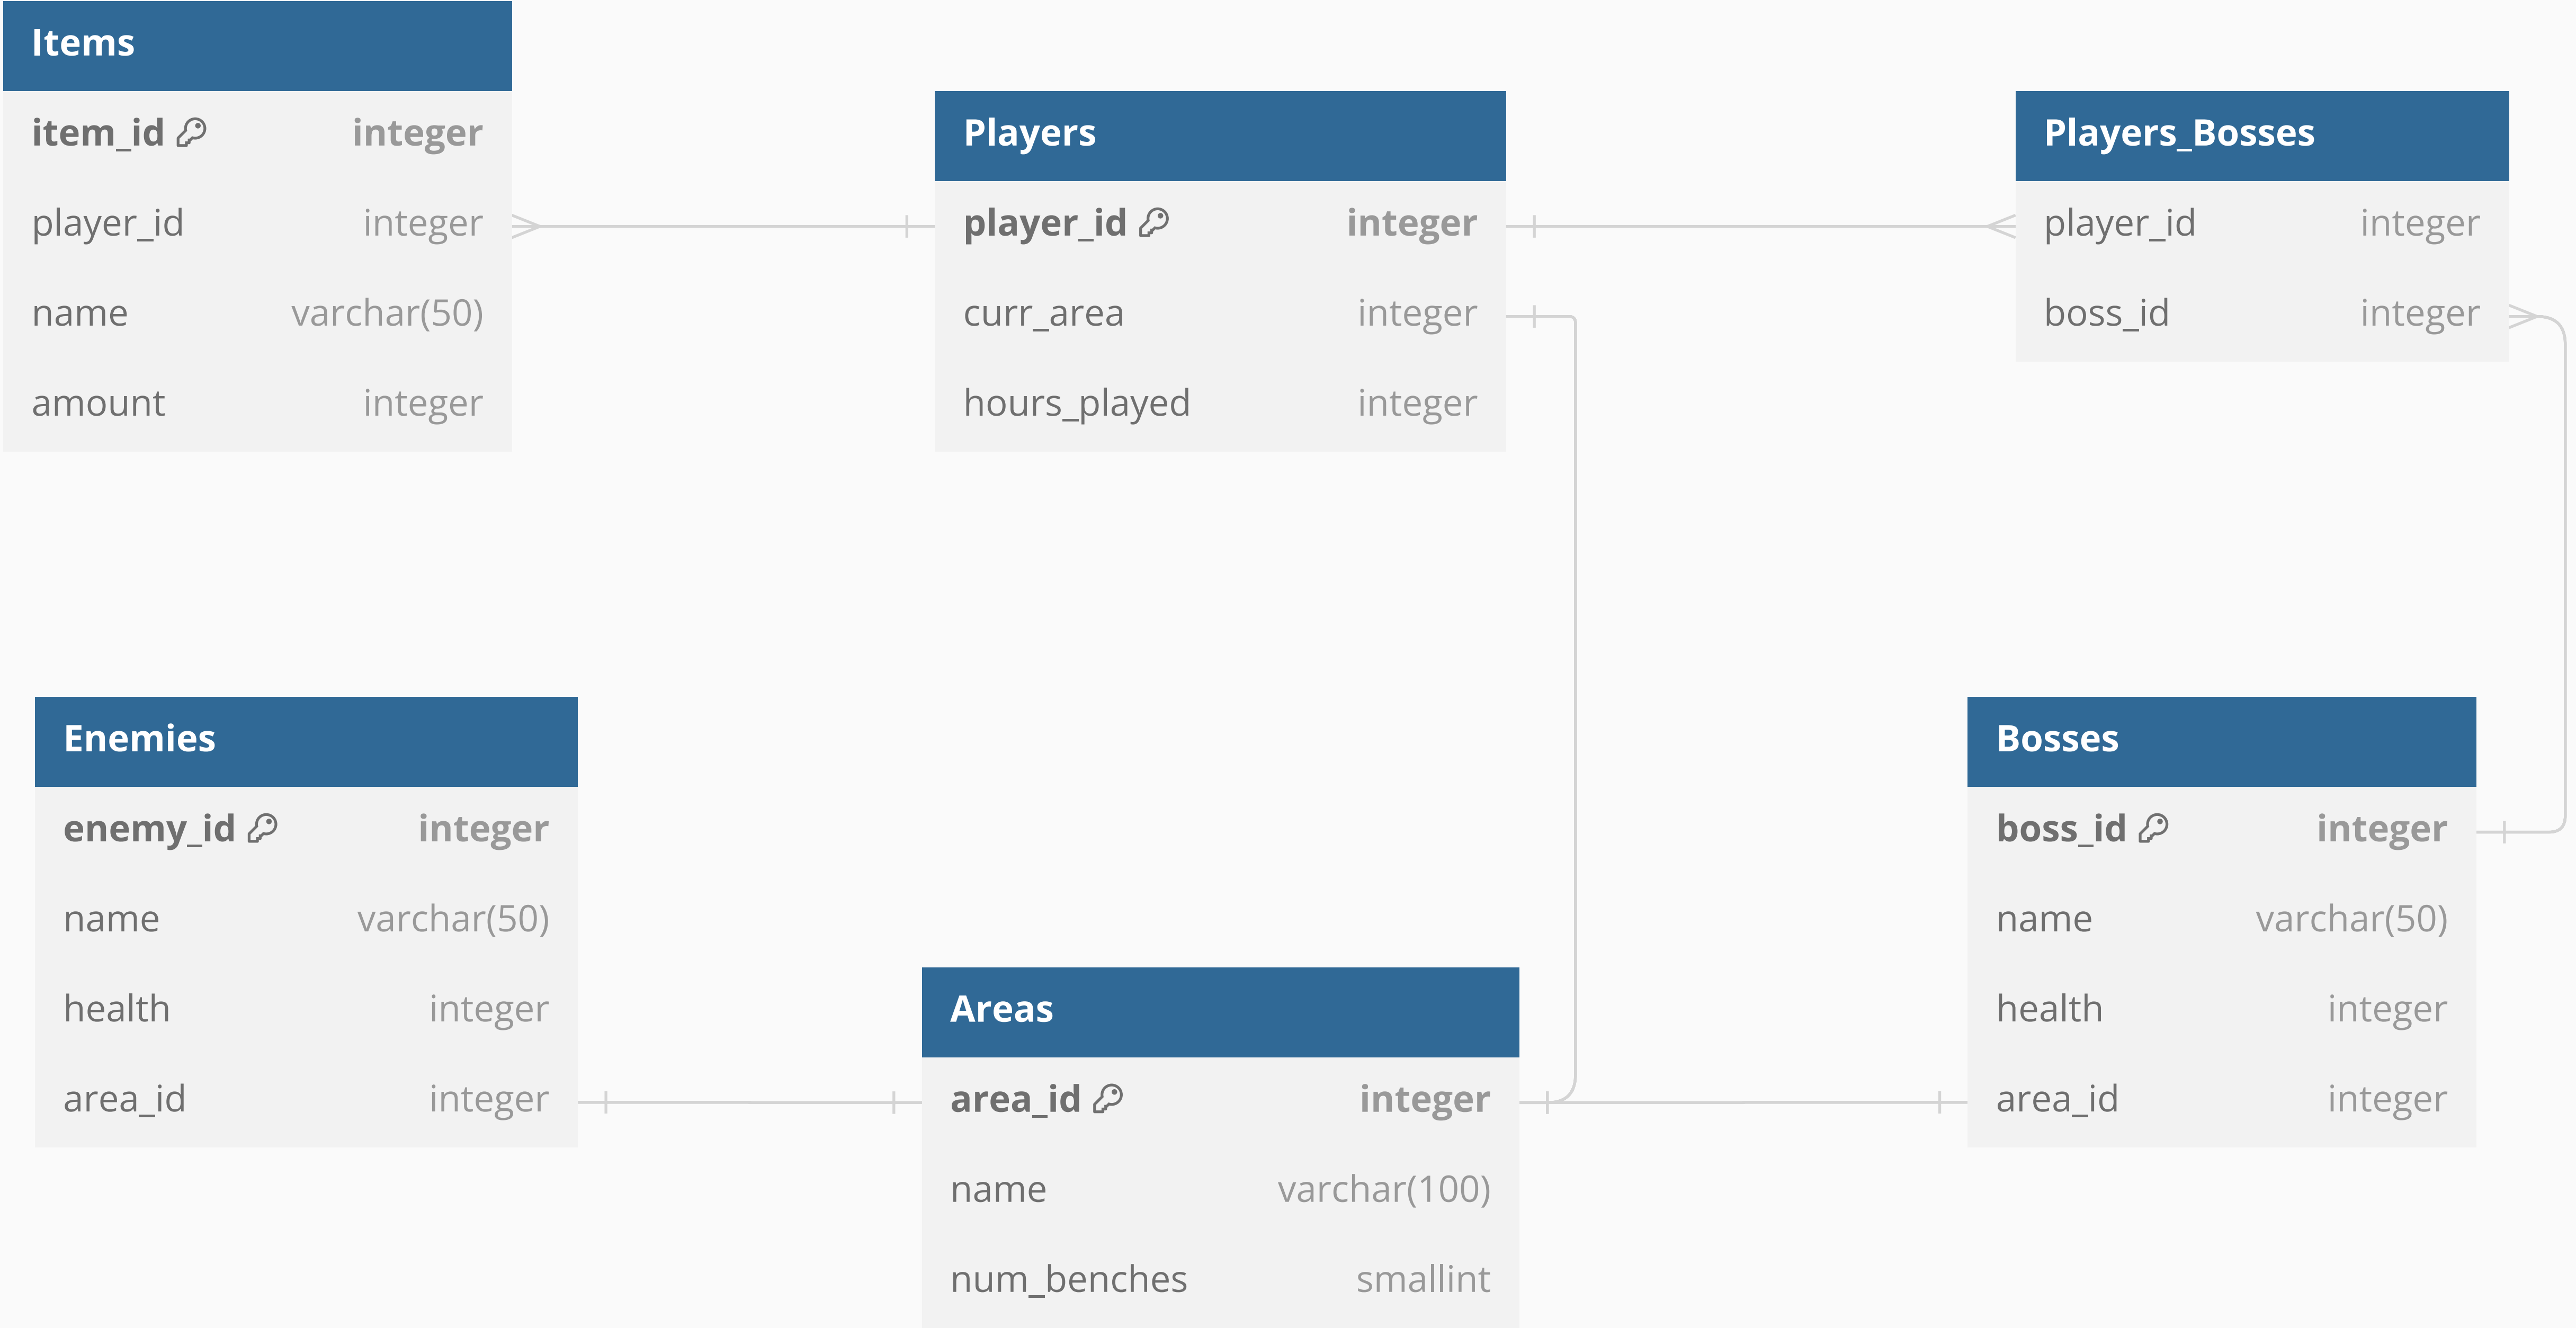 Items
item_id integer
player_id integer
name varchar(50)
amount integer
Players
player_id integer
curr_area integer
hours_played integer
Players_Bosses
player_id integer
boss_id integer
Enemies
enemy_id integer
name varchar(50)
health integer
area_id integer
Areas
area_id integer
name varchar(100)
num_benches smallint
Bosses
boss_id integer
name varchar(50)
health integer
area_id integer